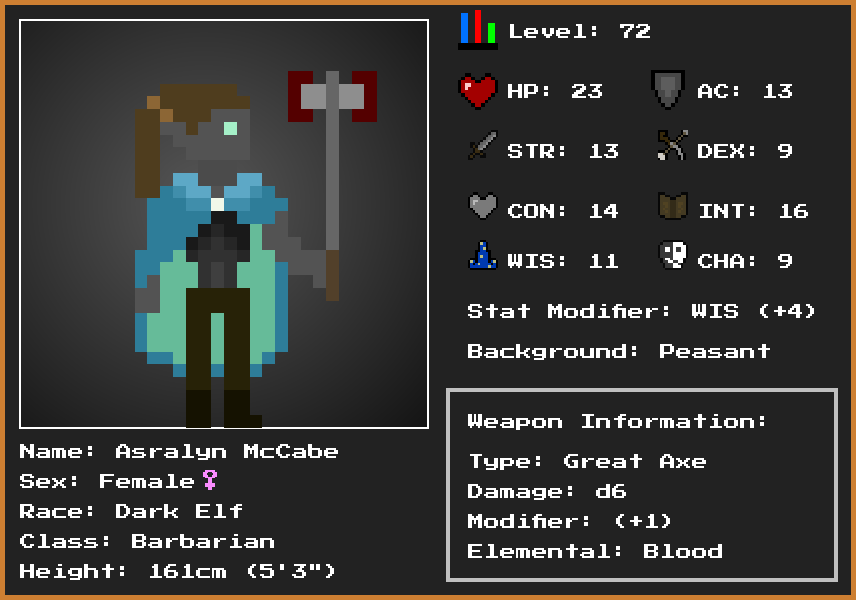 Level: 72
HP: 23 AC: 13
STR: 13 DEX: 9
CON: 14 INT: 16
WIS: 11 CHA: 9
Stat Modifier: WIS (+4)
Background: Peasant
Weapon Information:
Type: Great Axe
Damage: d6
Modifier: (+1)
Elemental: Blood
Name: Asralyn McCabe
Sex: Female♀
Race: Dark Elf
Class: Barbarian
Height: 161cm (5'3")